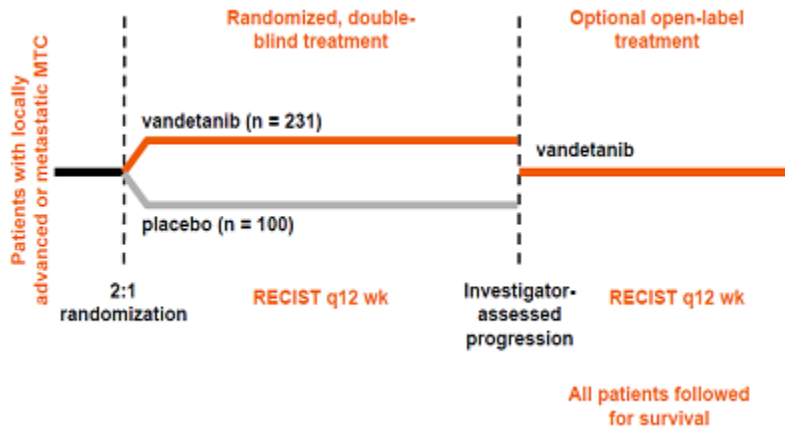 Randomized, double-
blind treatment
Optional open-label
treatment
Patients with locally
advanced or metastatic MTC
vandetanib (n = 231)
vandetanib
placebo (n = 100)
2:1
randomization
RECIST q12 wk
Investigator-
assessed
progression
RECIST q12 wk
All patients followed
for survival